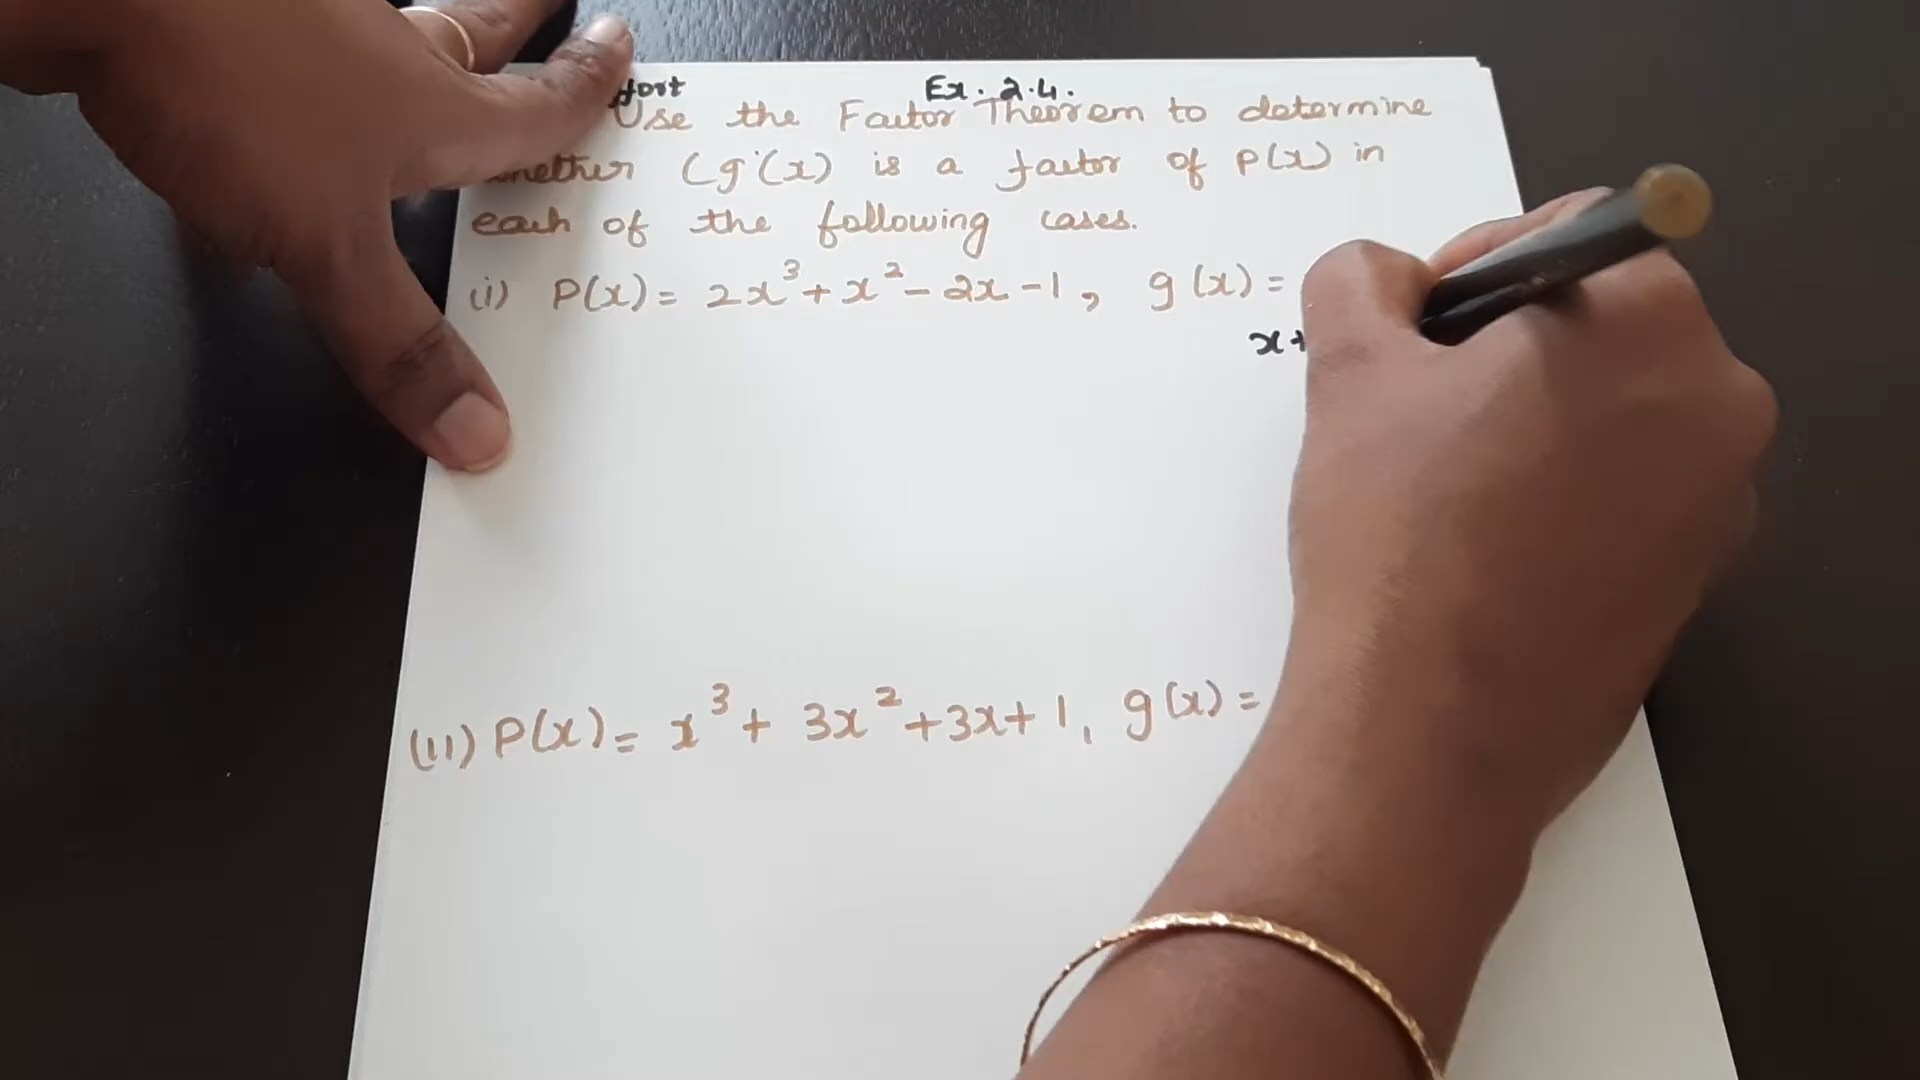 Ex. 2.4.
Use the Factor Theorem to determine
whether (g(x) is a factor of p(x) in
each of the following cases.
(i) P(x) = 2x³ + x² - 2x - 1, g(x) =
x+
(ii) P(x) = x³ + 3x² + 3x + 1, g(x) =